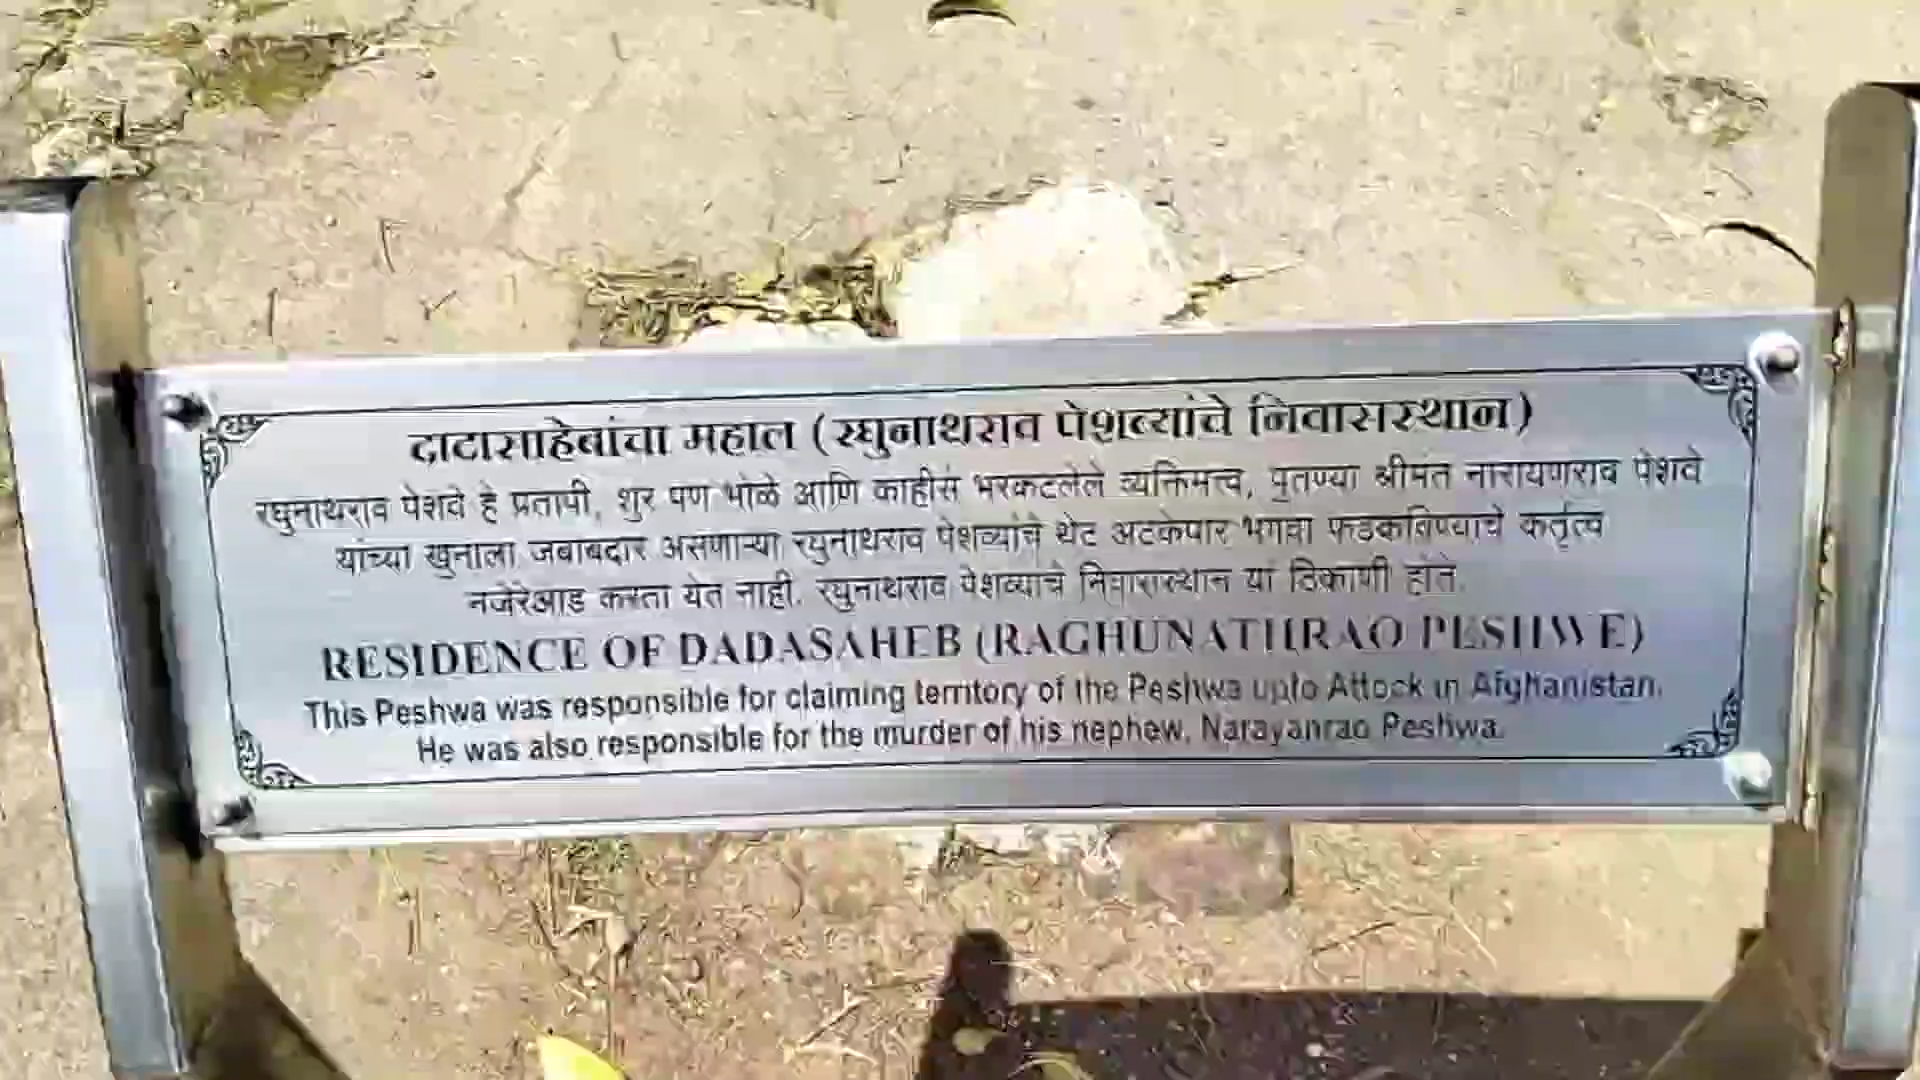 दादासाहेबांचा महाल (रघुनाथराव पेशव्यांचे निवासस्थान)
रघुनाथराव पेशवे हे प्रतापी, शुर पण भोळे आणि काहीसं भरकटलेले व्यक्तिमत्त्व, पुतण्या श्रीमंत नारायणराव पेशवे
यांच्या खुनाला जबाबदार असणाऱ्या रघुनाथराव पेशव्यांचे थेट अटकेपार भगवा फडकविण्याचे कर्तृत्व
नजरेआड करता येत नाही. रघुनाथराव पेशव्यांचे निवासस्थान या ठिकाणी होते.
RESIDENCE OF DADASAHEB (RAGHUNATHRAO PESHWE)
This Peshwa was responsible for claiming territory of the Peshwa upto Attock in Afghanistan.
He was also responsible for the murder of his nephew, Narayanrao Peshwa.